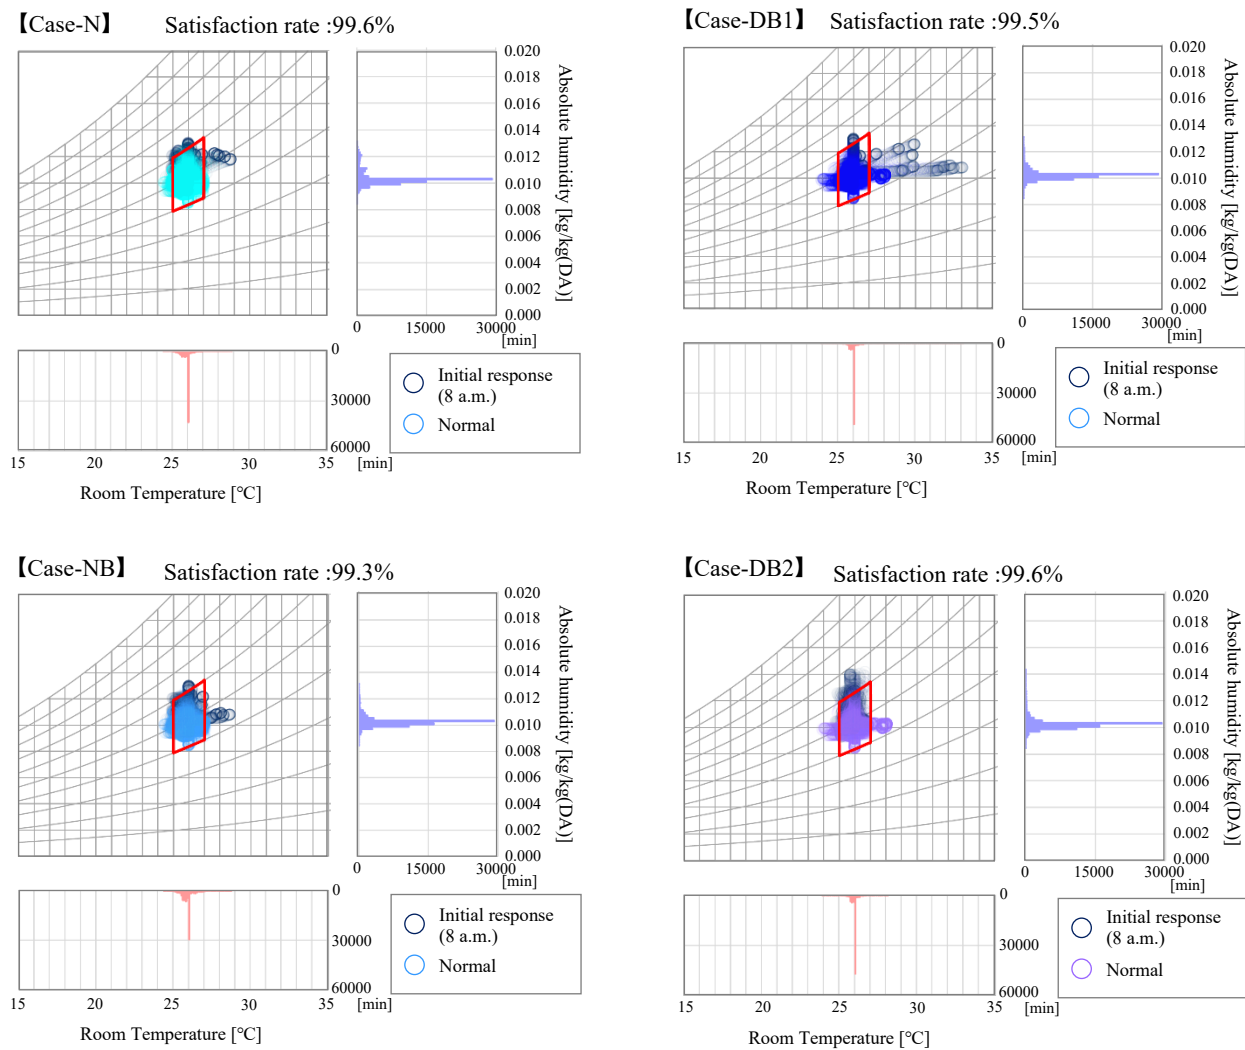 【Case-N】 Satisfaction rate :99.6%
0.020
0.018
0.016
0.014
0.012
0.010
0.008
0.006
0.004
0.002
0.000
Absolute humidity [kg/kg(DA)]
0 15000 30000
[min]
0
30000
60000
15 20 25 30 35 [min]
Room Temperature [℃]
Initial response
(8 a.m.)
Normal
【Case-DB1】 Satisfaction rate :99.5%
0.020
0.018
0.016
0.014
0.012
0.010
0.008
0.006
0.004
0.002
0.000
Absolute humidity [kg/kg(DA)]
0 15000 30000
[min]
0
30000
60000
15 20 25 30 35 [min]
Room Temperature [℃]
Initial response
(8 a.m.)
Normal
【Case-NB】 Satisfaction rate :99.3%
0.020
0.018
0.016
0.014
0.012
0.010
0.008
0.006
0.004
0.002
0.000
Absolute humidity [kg/kg(DA)]
0 15000 30000
[min]
0
30000
60000
15 20 25 30 35 [min]
Room Temperature [℃]
Initial response
(8 a.m.)
Normal
【Case-DB2】 Satisfaction rate :99.6%
0.020
0.018
0.016
0.014
0.012
0.010
0.008
0.006
0.004
0.002
0.000
Absolute humidity [kg/kg(DA)]
0 15000 30000
[min]
0
30000
60000
15 20 25 30 35 [min]
Room Temperature [℃]
Initial response
(8 a.m.)
Normal